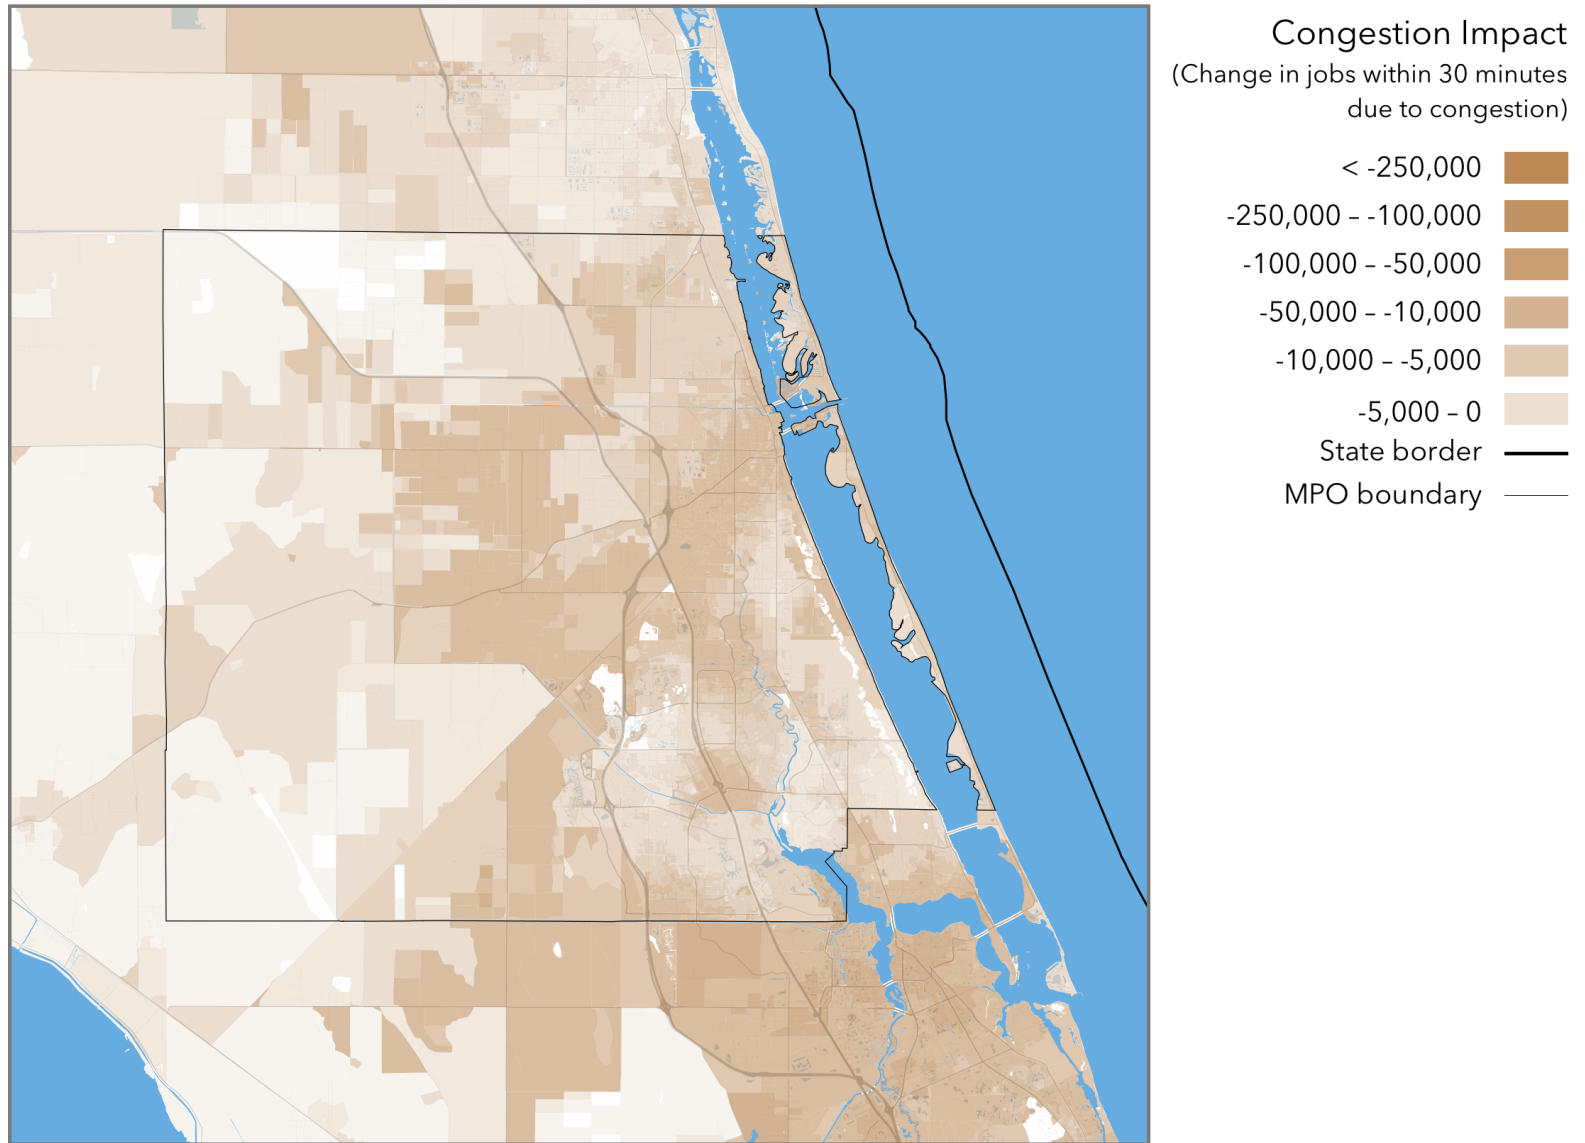 Congestion Impact
(Change in jobs within 30 minutes
due to congestion)
< -250,000
-250,000 – -100,000
-100,000 – -50,000
-50,000 – -10,000
-10,000 – -5,000
-5,000 – 0
State border
MPO boundary